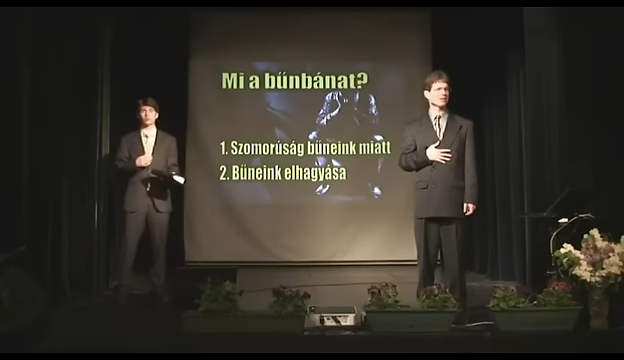 Mi a bűnbánat?
1. Szomorúság bűneink miatt
2. Bűneink elhagyása